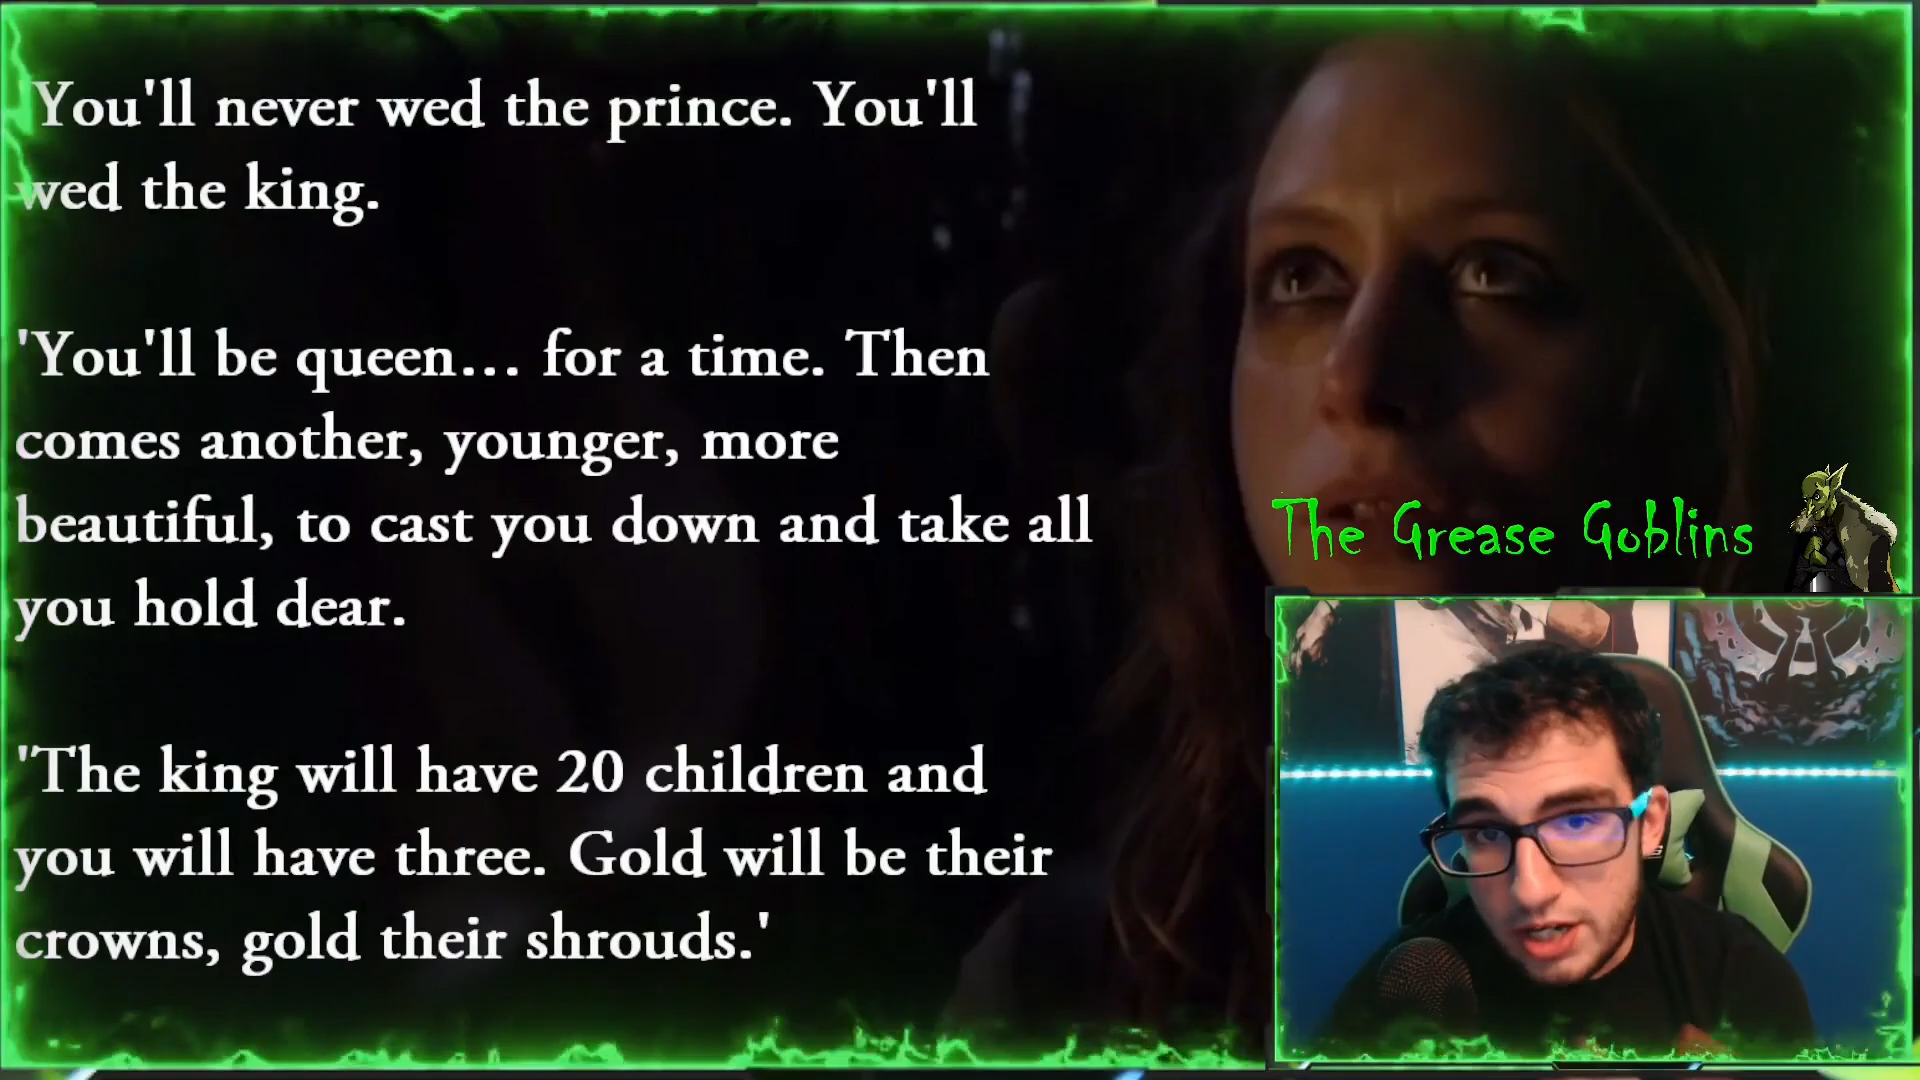 'You'll never wed the prince. You'll
wed the king.
'You'll be queen... for a time. Then
comes another, younger, more
beautiful, to cast you down and take all
you hold dear.
'The king will have 20 children and
you will have three. Gold will be their
crowns, gold their shrouds.'
The Grease Goblins